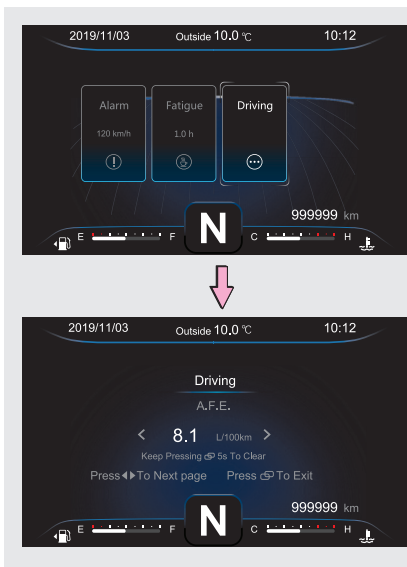 2019/11/03 Outside 10.0 ℃ 10:12
Alarm Fatigue Driving
120 km/h 1.0 h
999999 km
E F N C H
2019/11/03 Outside 10.0 ℃ 10:12
Driving
A.F.E.
< 8.1 L/100km >
Keep Pressing 5s To Clear
Press To Next page Press To Exit
999999 km
E F N C H